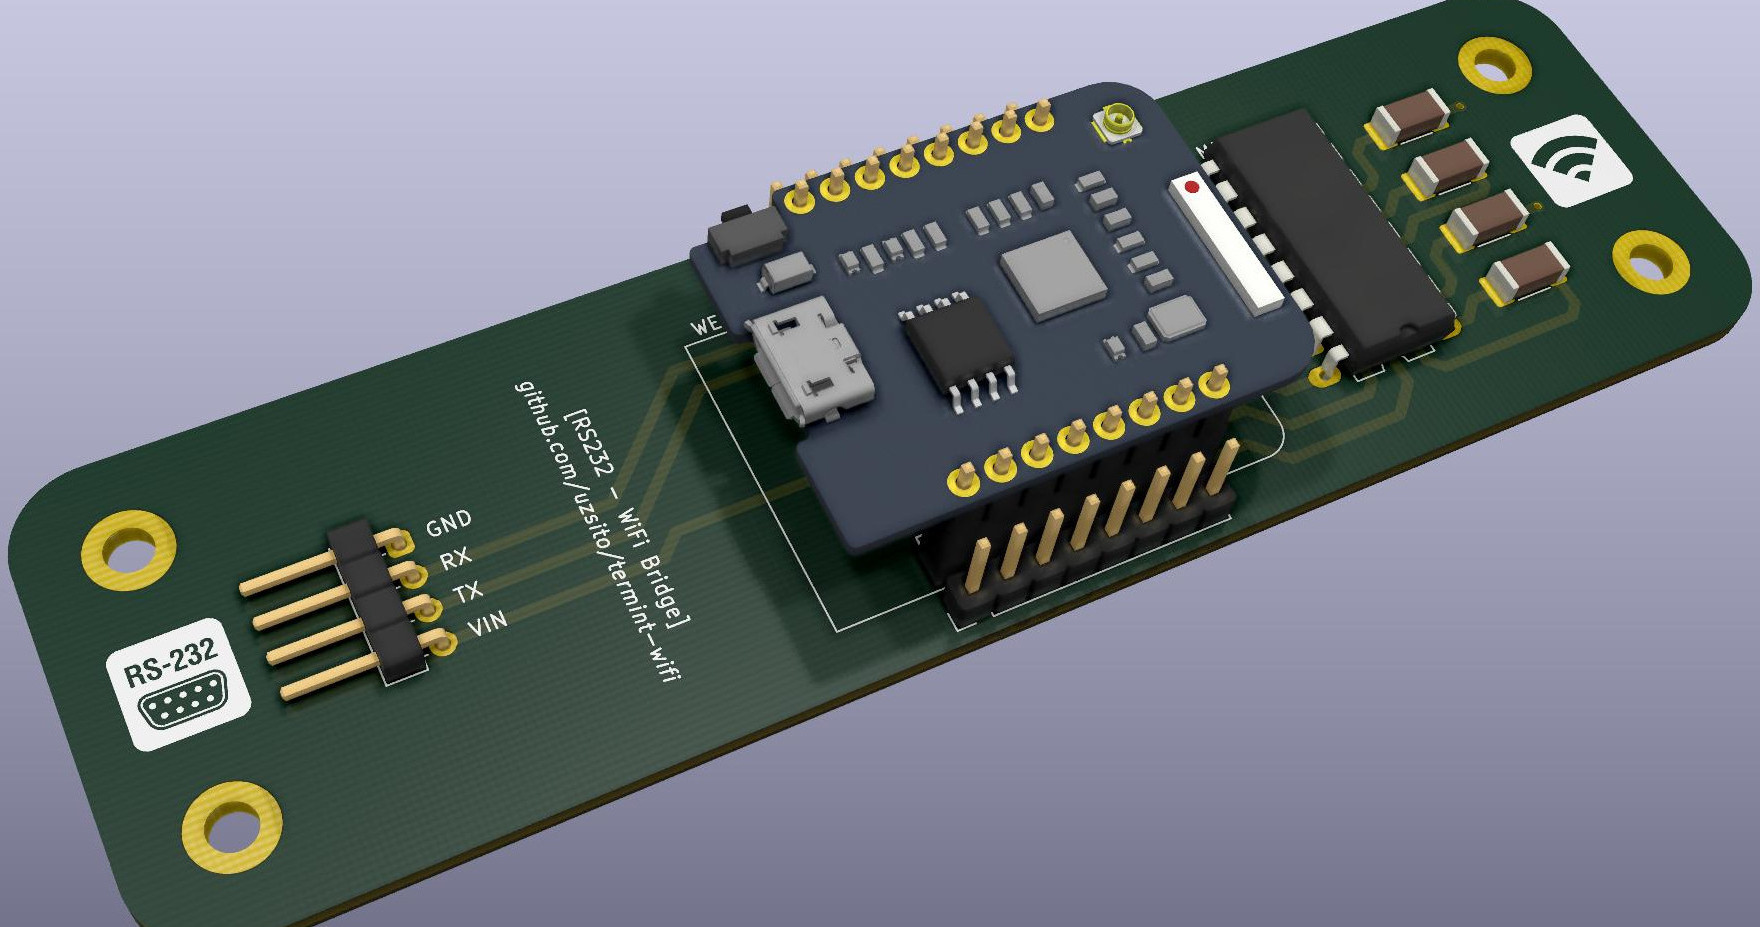 WE
GND
RX
TX
VIN
[RS232 - WiFi Bridge]
github.com/uzsito/termint-wifi
RS-232